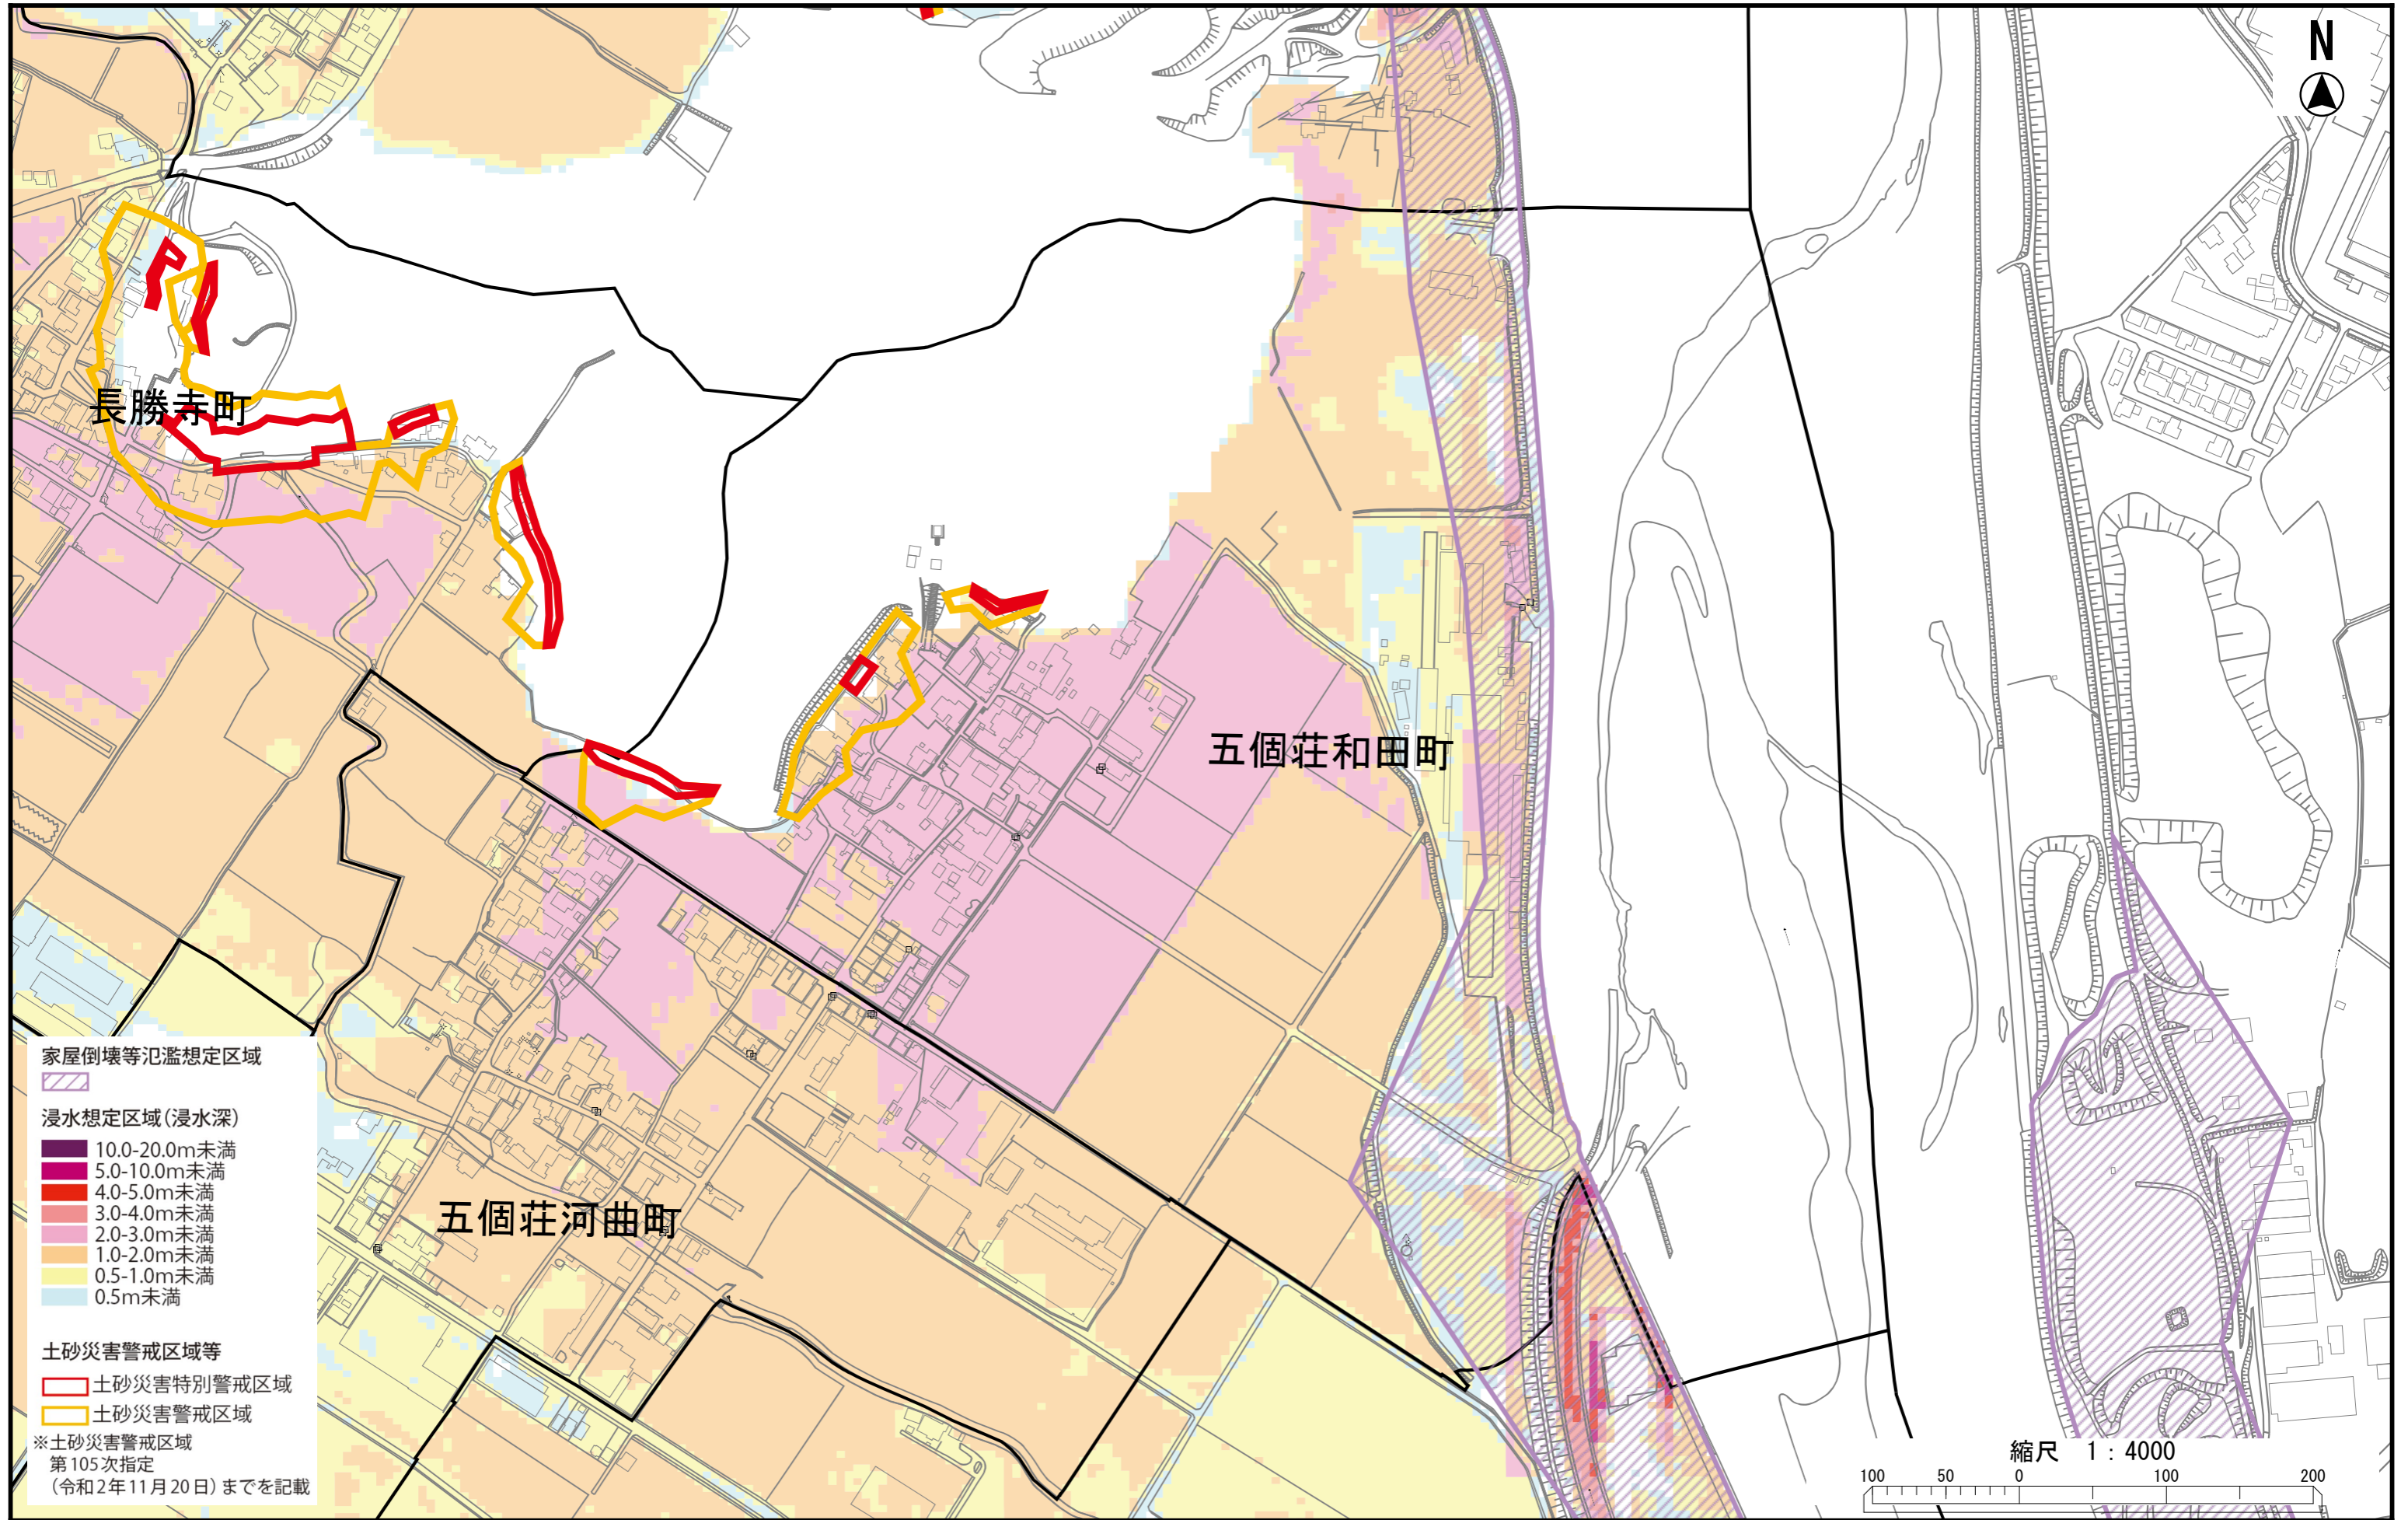 N
長勝寺町
五個荘和田町
五個荘河曲町
家屋倒壊等氾濫想定区域
浸水想定区域(浸水深)
10.0-20.0m未満
5.0-10.0m未満
4.0-5.0m未満
3.0-4.0m未満
2.0-3.0m未満
1.0-2.0m未満
0.5-1.0m未満
0.5m未満
土砂災害警戒区域等
土砂災害特別警戒区域
土砂災害警戒区域
※土砂災害警戒区域
第105次指定
(令和2年11月20日)までを記載
縮尺 1:4000
100 50 0 100 200